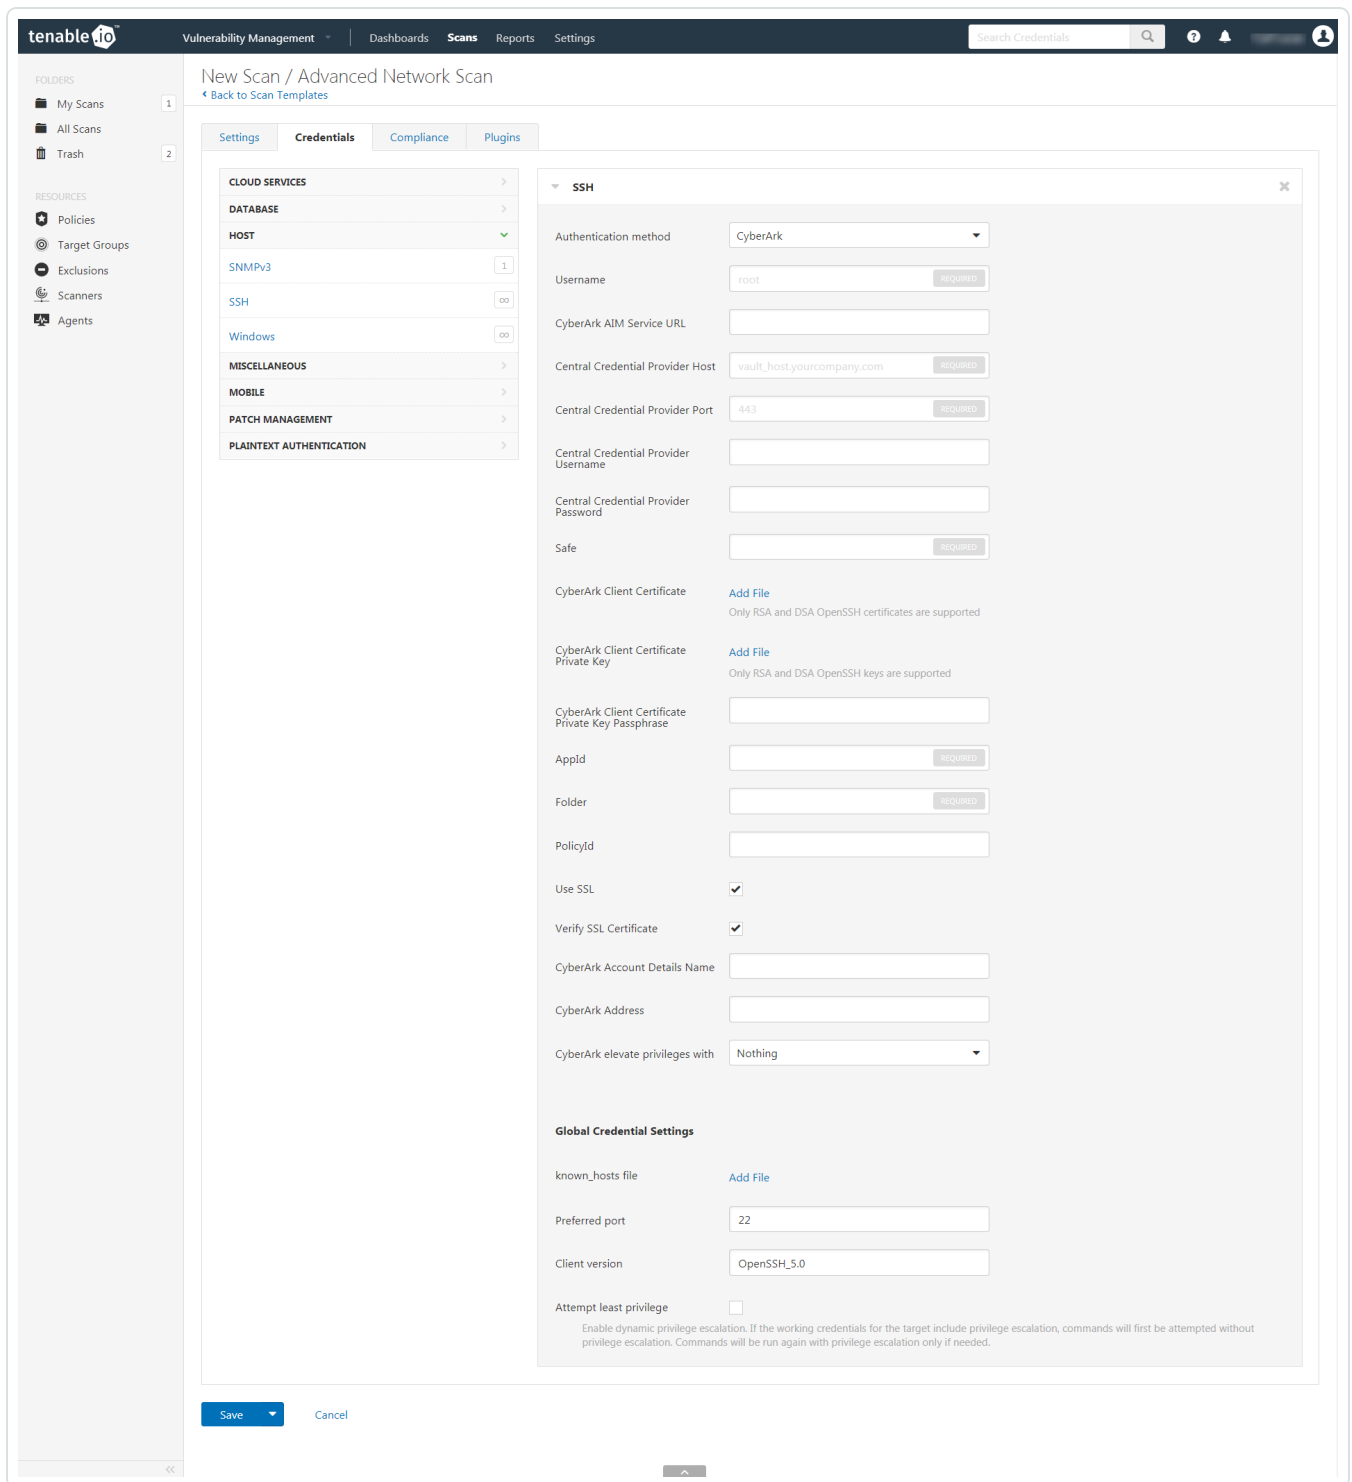 tenable.io™
Vulnerability Management
Dashboards
Scans
Reports
Settings
Search Credentials
FOLDERS
My Scans 1
All Scans
Trash 2
RESOURCES
Policies
Target Groups
Exclusions
Scanners
Agents
New Scan / Advanced Network Scan
Back to Scan Templates
Settings
Credentials
Compliance
Plugins
CLOUD SERVICES
DATABASE
HOST
SNMPv3 1
SSH ∞
Windows ∞
MISCELLANEOUS
MOBILE
PATCH MANAGEMENT
PLAINTEXT AUTHENTICATION
SSH
Authentication method CyberArk
Username root REQUIRED
CyberArk AIM Service URL
Central Credential Provider Host vault_host.yourcompany.com REQUIRED
Central Credential Provider Port 443 REQUIRED
Central Credential Provider
Username
Central Credential Provider
Password
Safe REQUIRED
CyberArk Client Certificate Add File
Only RSA and DSA OpenSSH certificates are supported
CyberArk Client Certificate
Private Key
Add File
Only RSA and DSA OpenSSH keys are supported
CyberArk Client Certificate
Private Key Passphrase
AppId REQUIRED
Folder REQUIRED
PolicyId
Use SSL
Verify SSL Certificate
CyberArk Account Details Name
CyberArk Address
CyberArk elevate privileges with Nothing
Global Credential Settings
known_hosts file Add File
Preferred port 22
Client version OpenSSH_5.0
Attempt least privilege
Enable dynamic privilege escalation. If the working credentials for the target include privilege escalation, commands will first be attempted without
privilege escalation. Commands will be run again with privilege escalation only if needed.
Save
Cancel